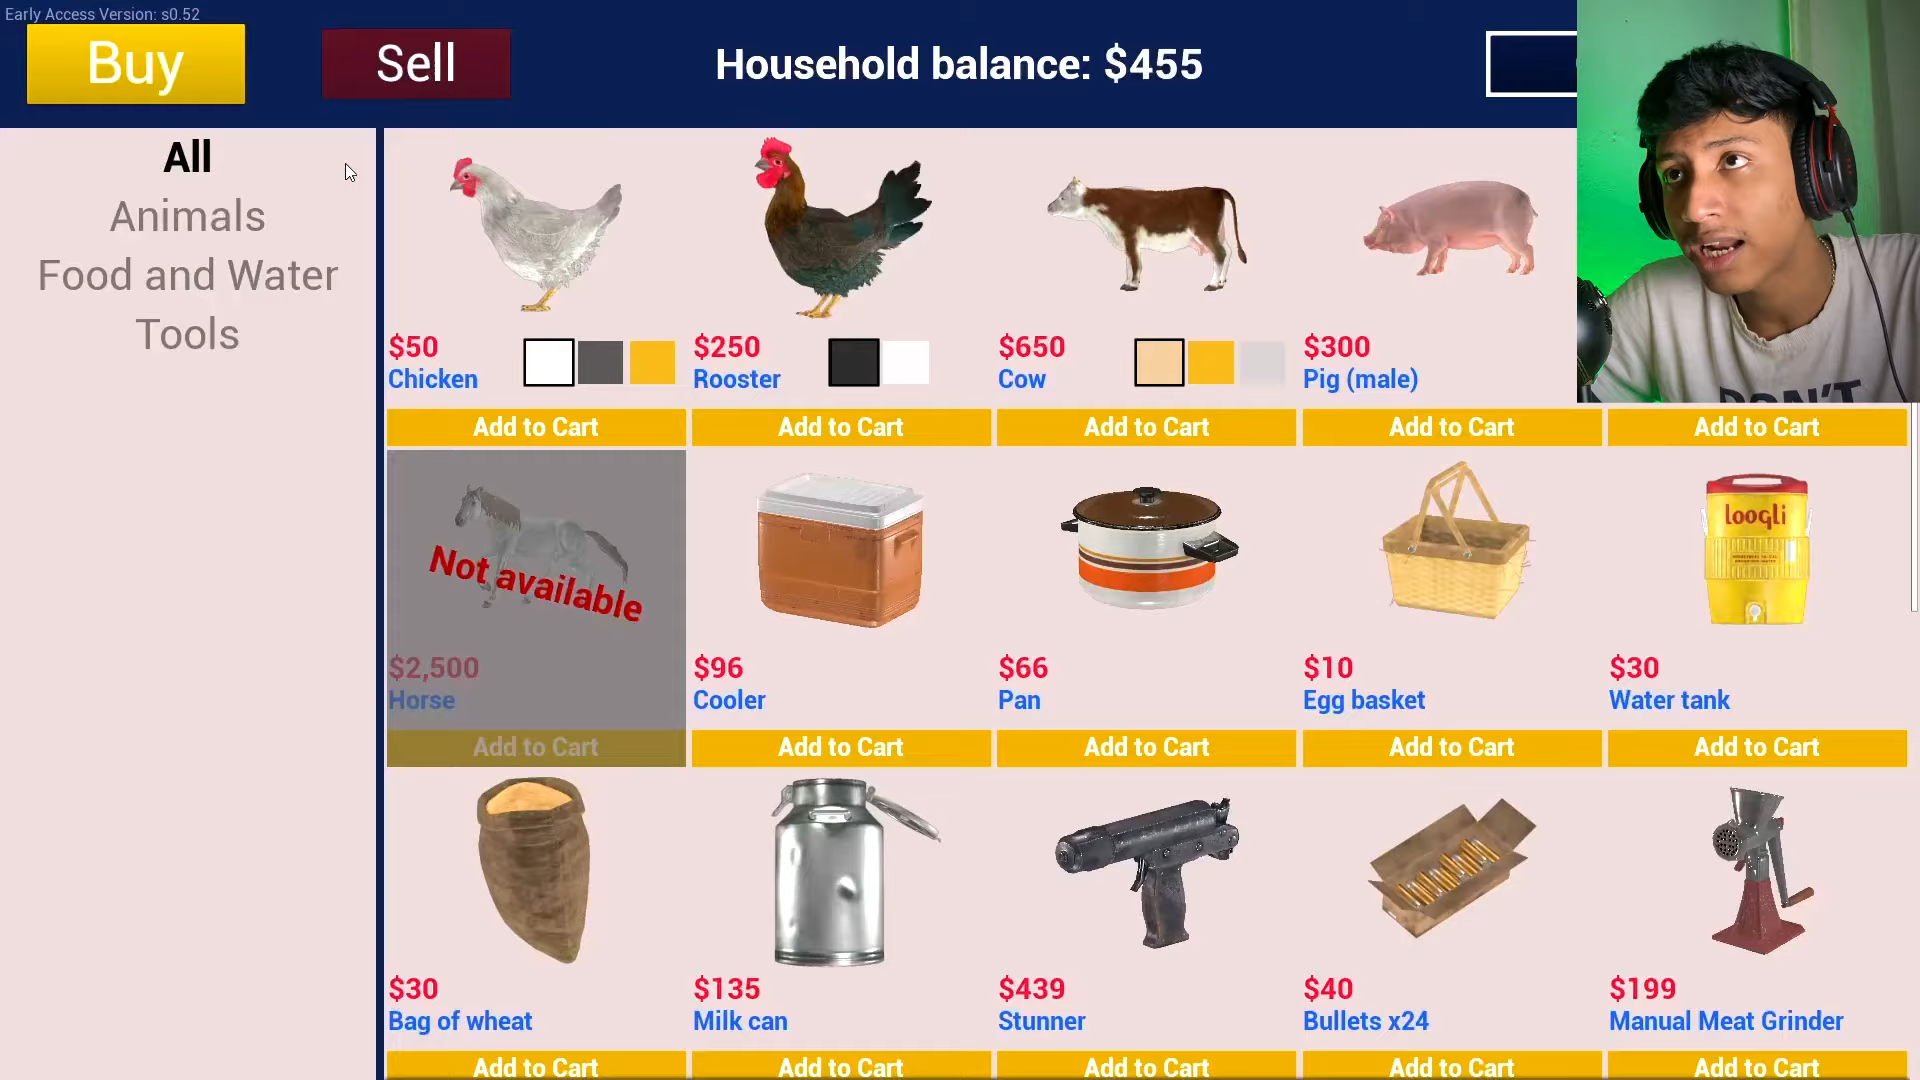 Early Access Version: s0.52
Buy
Sell
Household balance: $455
All
Animals
Food and Water
Tools
$50
Chicken
$250
Rooster
$650
Cow
$300
Pig (male)
DON'T
Add to Cart
Add to Cart
Add to Cart
Add to Cart
Add to Cart
Not available
loogli
$2,500
Horse
$96
Cooler
$66
Pan
$10
Egg basket
$30
Water tank
Add to Cart
Add to Cart
Add to Cart
Add to Cart
Add to Cart
$30
Bag of wheat
$135
Milk can
$439
Stunner
$40
Bullets x24
$199
Manual Meat Grinder
Add to Cart
Add to Cart
Add to Cart
Add to Cart
Add to Cart